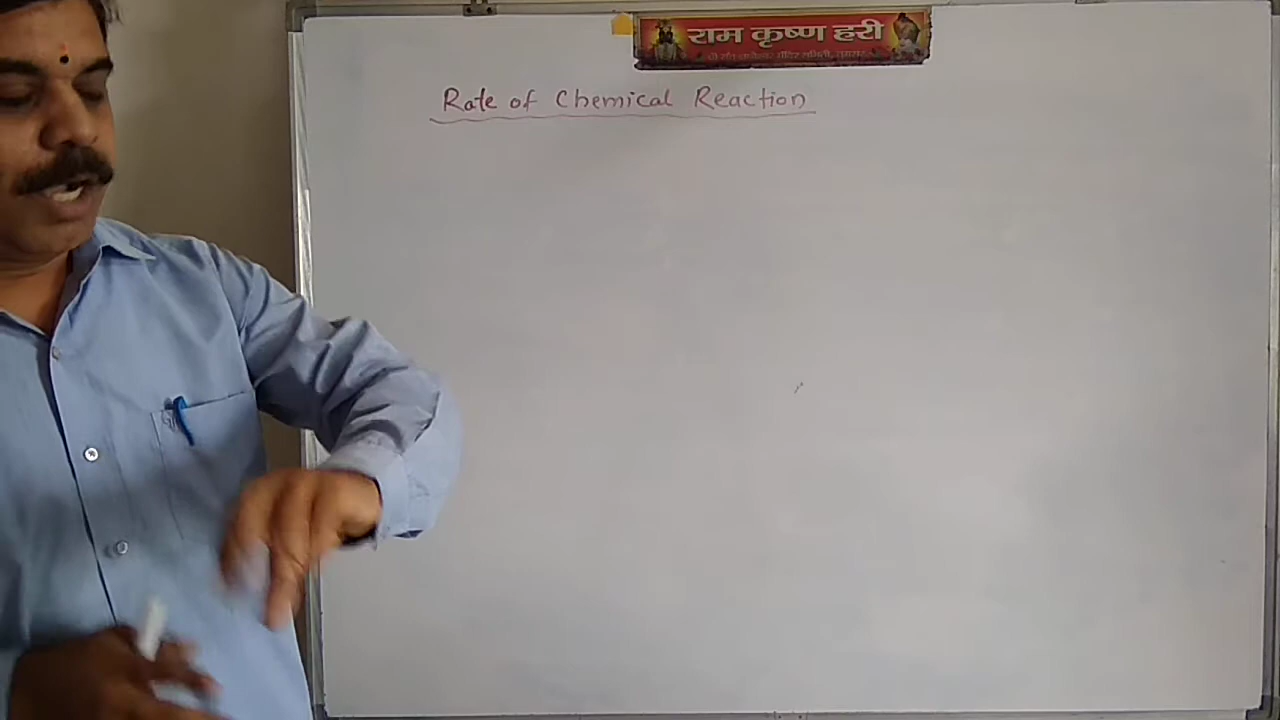 राम कृष्ण हरी
Rate of Chemical Reaction